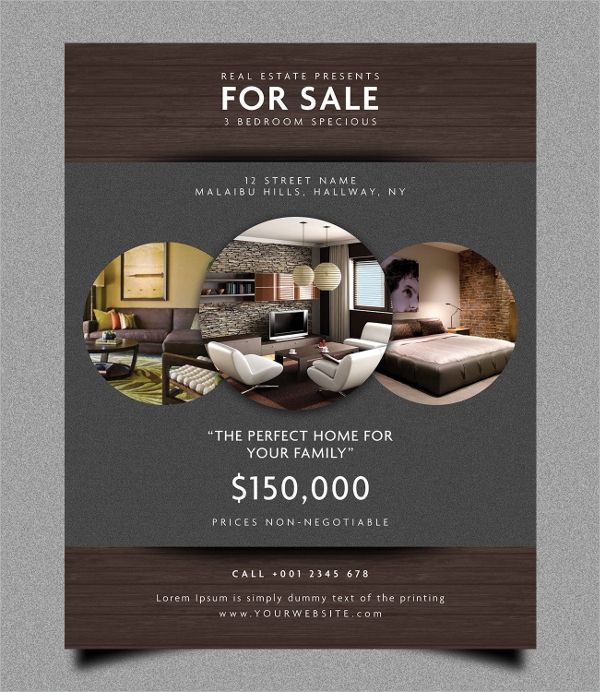 REAL ESTATE PRESENTS
FOR SALE
3 BEDROOM SPECIOUS
12 STREET NAME
MALAIBU HILLS, HALLWAY, NY
“THE PERFECT HOME FOR
YOUR FAMILY”
$150,000
PRICES NON-NEGOTIABLE
CALL +001 2345 678
Lorem Ipsum is simply dummy text of the printing
www.YOURWEBSITE.com